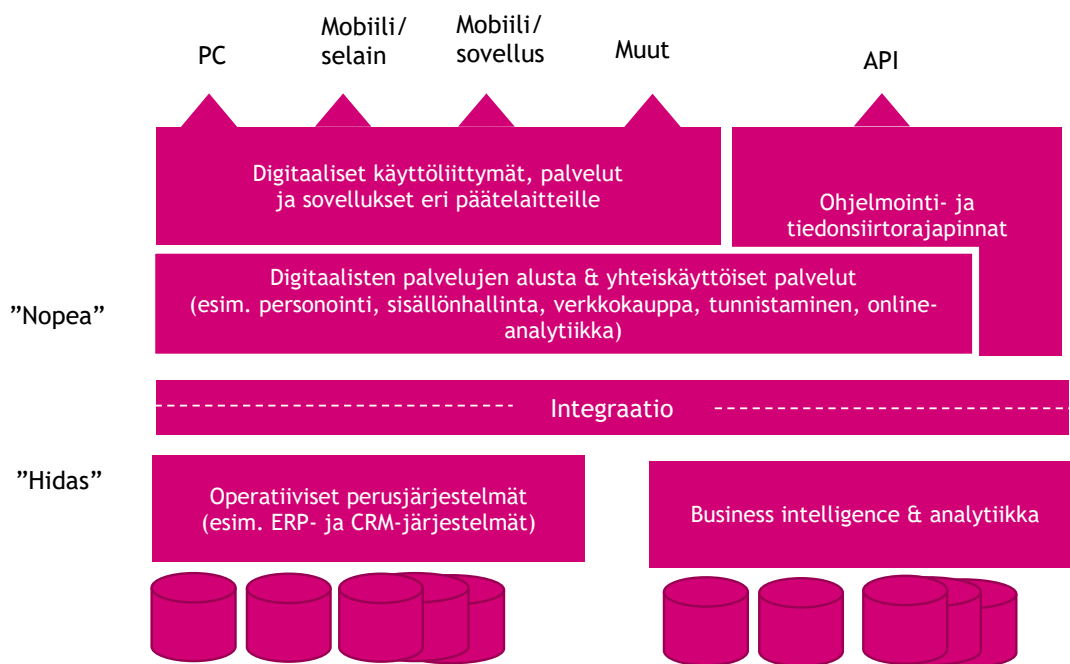 PC
Mobiili/
selain
Mobiili/
sovellus
Muut
API
Digitaaliset käyttöliittymät, palvelut
ja sovellukset eri päätelaitteille
Ohjelmointi- ja
tiedonsiirtorajapinnat
Digitaalisten palvelujen alusta & yhteiskäyttöiset palvelut
(esim. personointi, sisällönhallinta, verkkokauppa, tunnistaminen, online-
analytiikka)
”Nopea”
Integraatio
”Hidas”
Operatiiviset perusjärjestelmät
(esim. ERP- ja CRM-järjestelmät)
Business intelligence & analytiikka